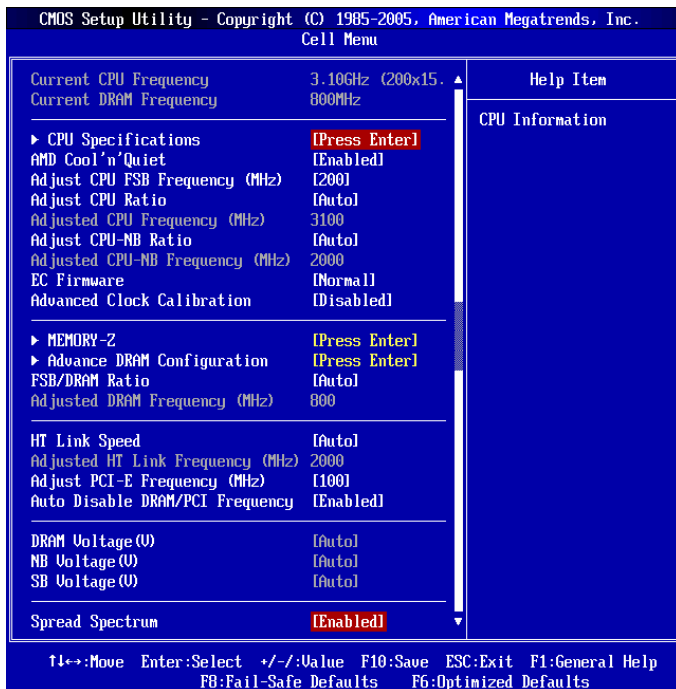 CMOS Setup Utility - Copyright (C) 1985-2005, American Megatrends, Inc.
Cell Menu
Current CPU Frequency 3.10GHz (200x15. ▲
Current DRAM Frequency 800MHz
▶ CPU Specifications [Press Enter]
AMD Cool'n'Quiet [Enabled]
Adjust CPU FSB Frequency (MHz) [200]
Adjust CPU Ratio [Auto]
Adjusted CPU Frequency (MHz) 3100
Adjust CPU-NB Ratio [Auto]
Adjusted CPU-NB Frequency (MHz) 2000
EC Firmware [Normal]
Advanced Clock Calibration [Disabled]
▶ MEMORY-Z [Press Enter]
▶ Advance DRAM Configuration [Press Enter]
FSB/DRAM Ratio [Auto]
Adjusted DRAM Frequency (MHz) 800
HT Link Speed [Auto]
Adjusted HT Link Frequency (MHz) 2000
Adjust PCI-E Frequency (MHz) [100]
Auto Disable DRAM/PCI Frequency [Enabled]
DRAM Voltage(V) [Auto]
NB Voltage(V) [Auto]
SB Voltage(V) [Auto]
Spread Spectrum [Enabled] ▼
Help Item
CPU Information
↑↓←→:Move Enter:Select +/-/:Value F10:Save ESC:Exit F1:General Help
F8:Fail-Safe Defaults F6:Optimized Defaults